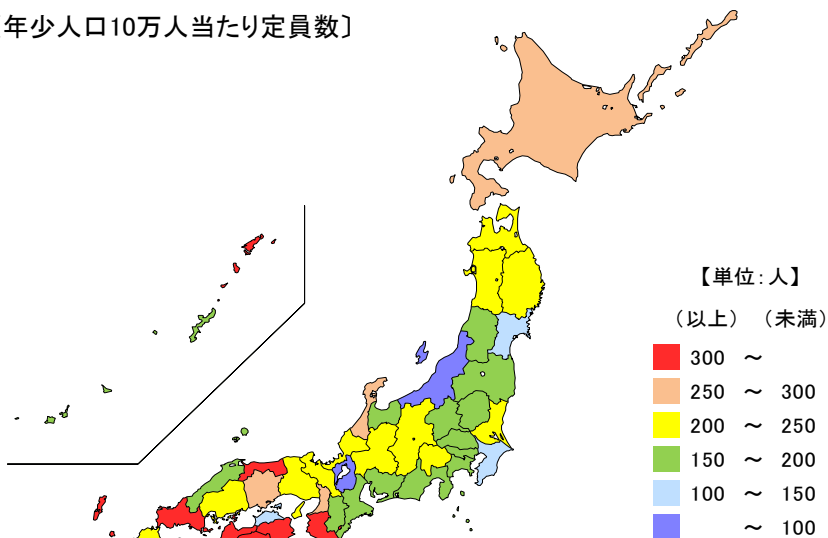 年少人口10万人当たり定員数〕
【単位：人】
（以上） （未満）
300 ～
250 ～ 300
200 ～ 250
150 ～ 200
100 ～ 150
～ 100